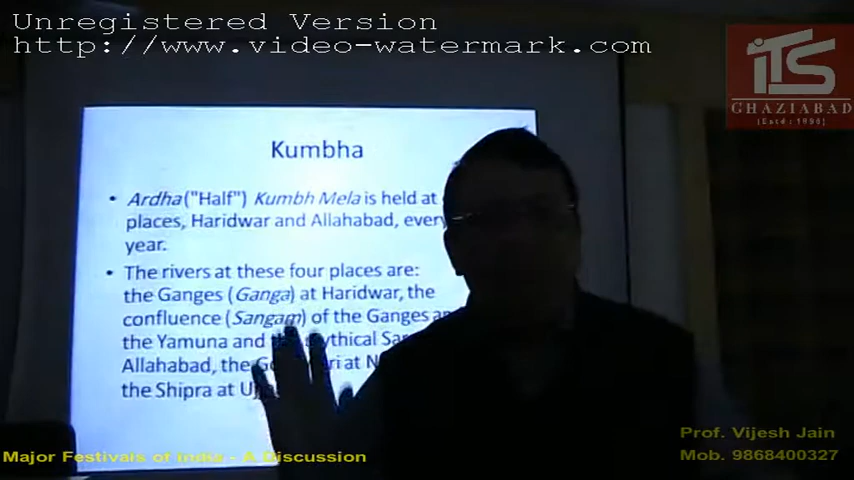 Unregistered Version
http://www.video-watermark.com
iTS
GHAZIABAD
(Estd : 1995)
Kumbha
• Ardha ("Half") Kumbh Mela is held at
places, Haridwar and Allahabad, every
year.
• The rivers at these four places are:
the Ganges (Ganga) at Haridwar, the
confluence (Sangam) of the Ganges
the Yamuna and
Allahabad, the at
the Shipra at
Prof. Vijesh Jain
Major Festivals of India - A Discussion
Mob. 9868400327